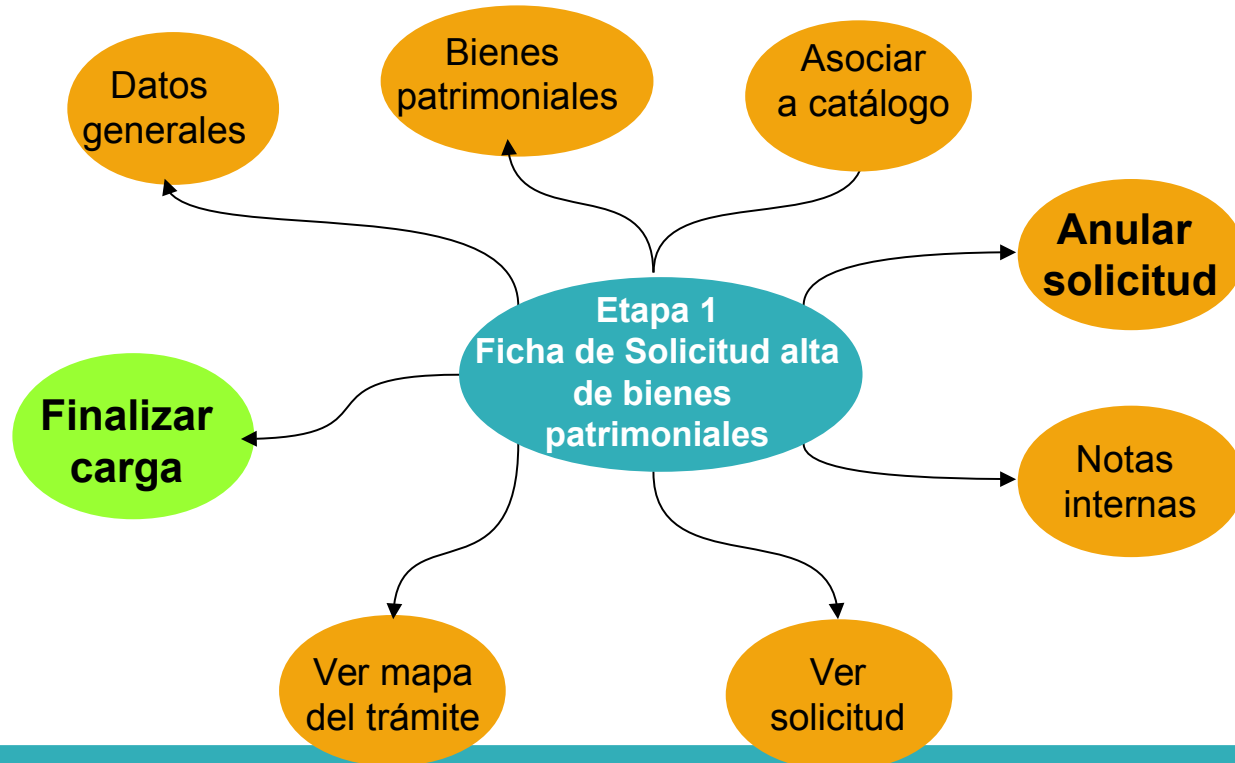 Datos
generales
Bienes
patrimoniales
Asociar
a catálogo
Anular
solicitud
Etapa 1
Ficha de Solicitud alta
de bienes
patrimoniales
Finalizar
carga
Notas
internas
Ver mapa
del trámite
Ver
solicitud